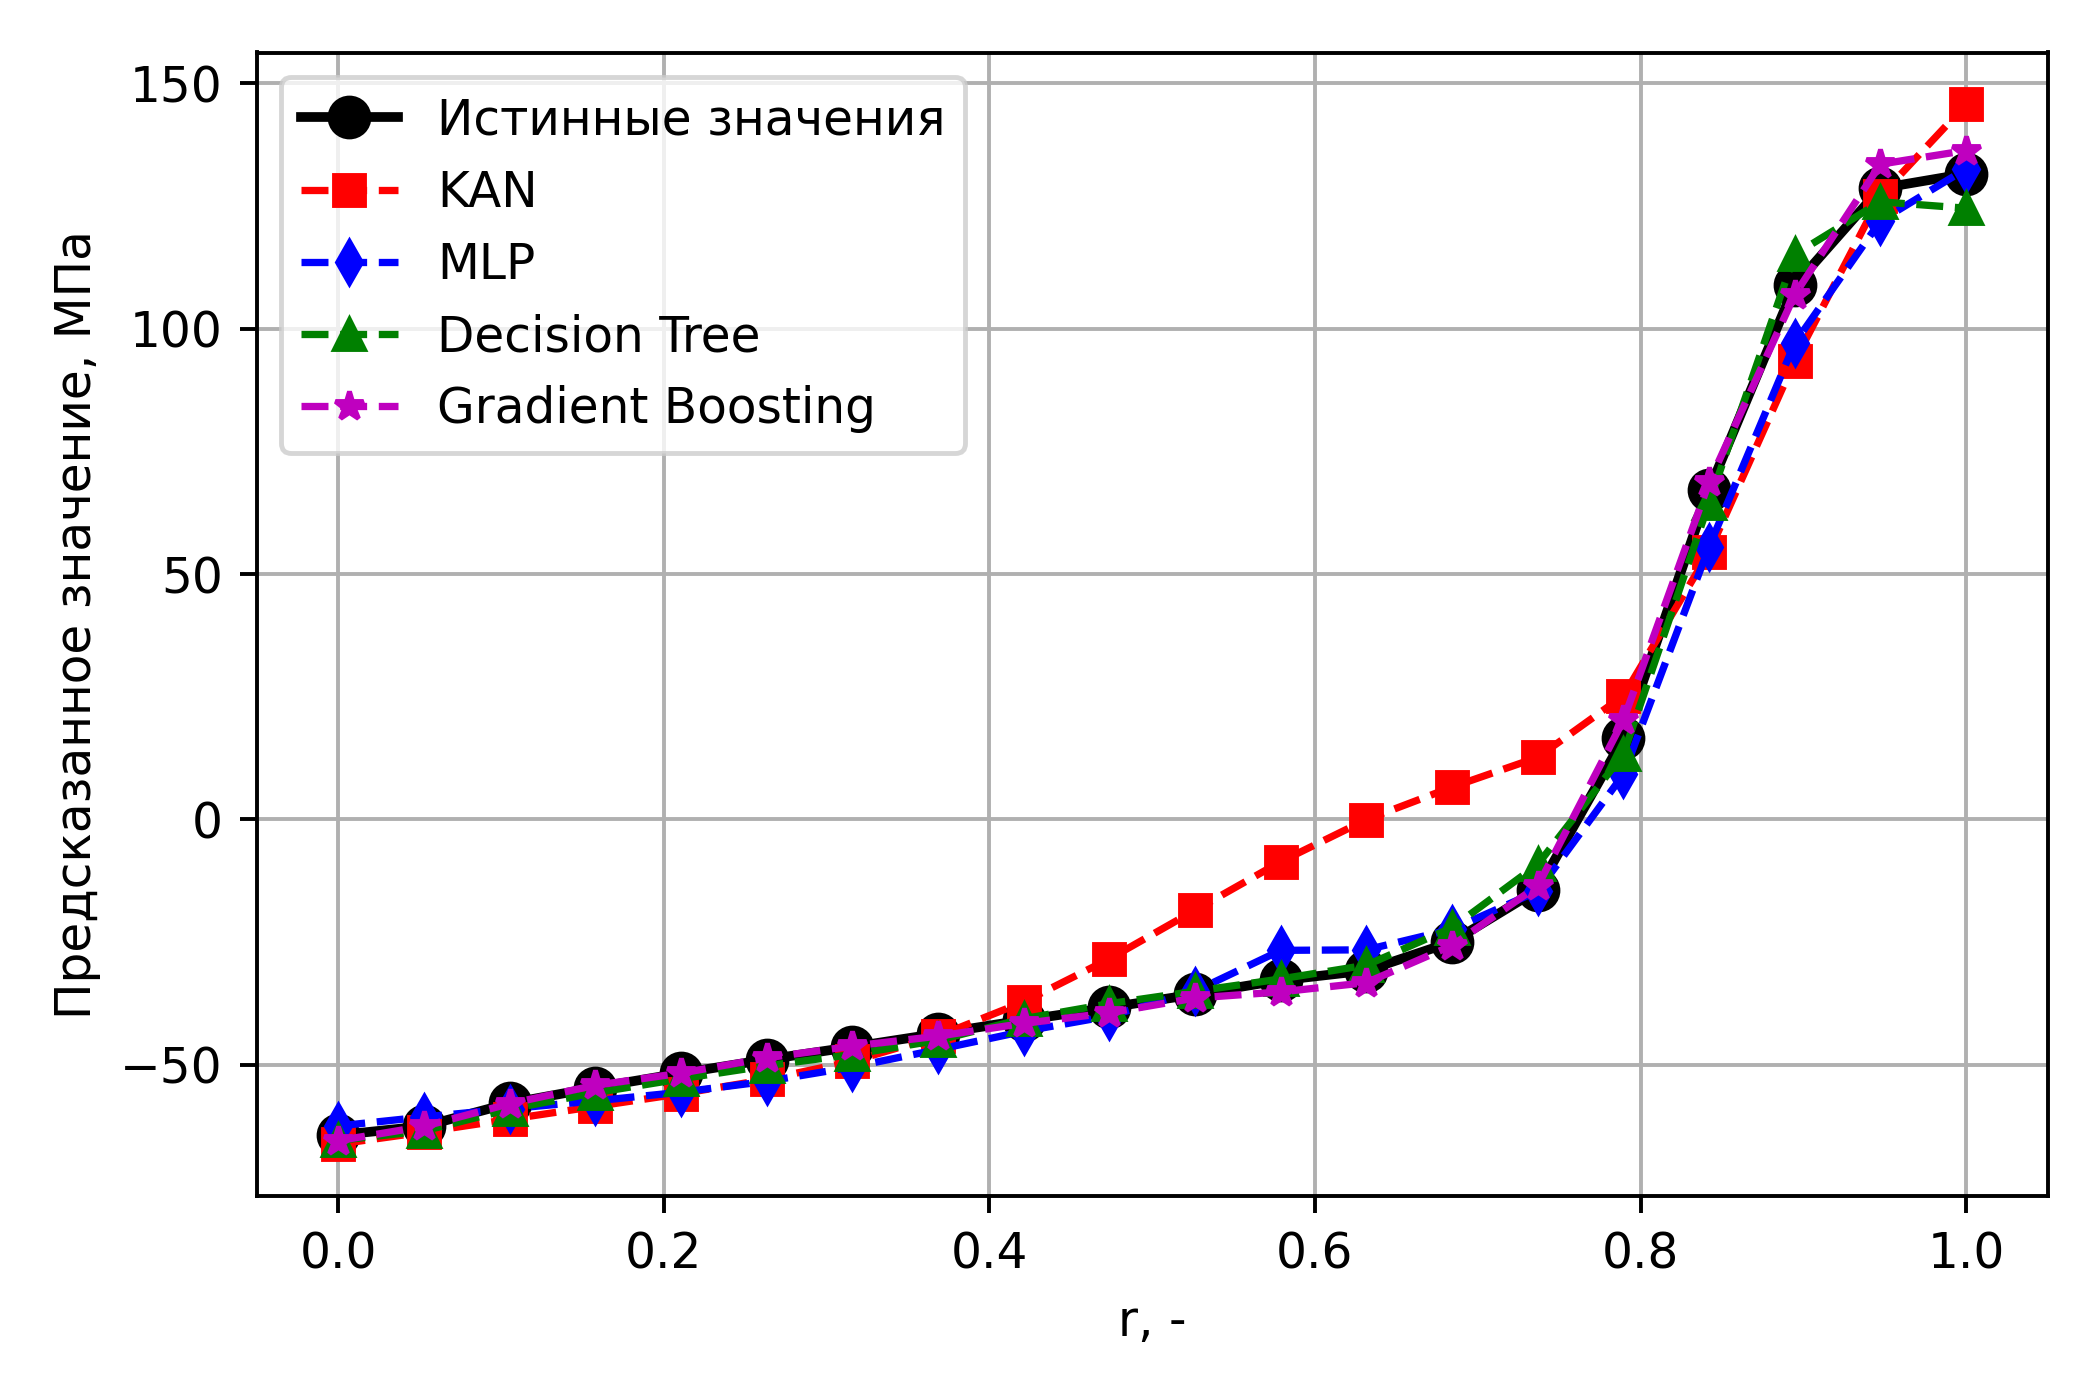 150
100
50
0
−50
Предсказанное значение, МПа
Истинные значения
KAN
MLP
Decision Tree
Gradient Boosting
0.0 0.2 0.4 0.6 0.8 1.0
r, -